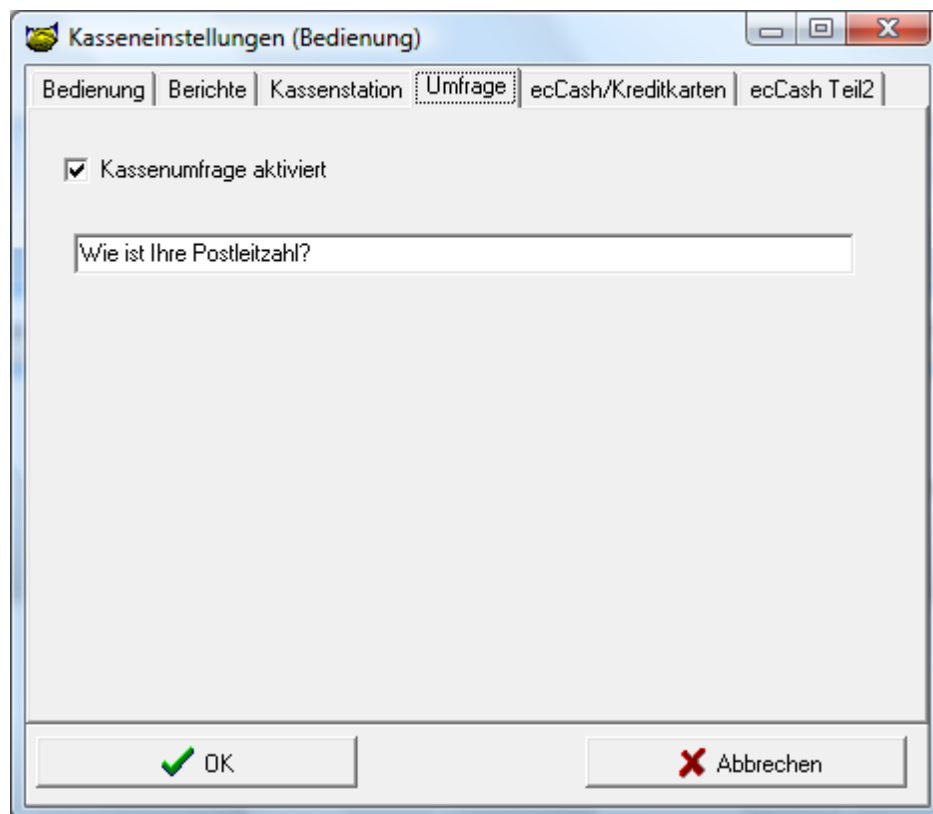 Kasseneinstellungen (Bedienung)
Bedienung Berichte Kassenstation Umfrage ecCash/Kreditkarten ecCash Teil2
Kassenumfrage aktiviert
Wie ist Ihre Postleitzahl?
OK Abbrechen